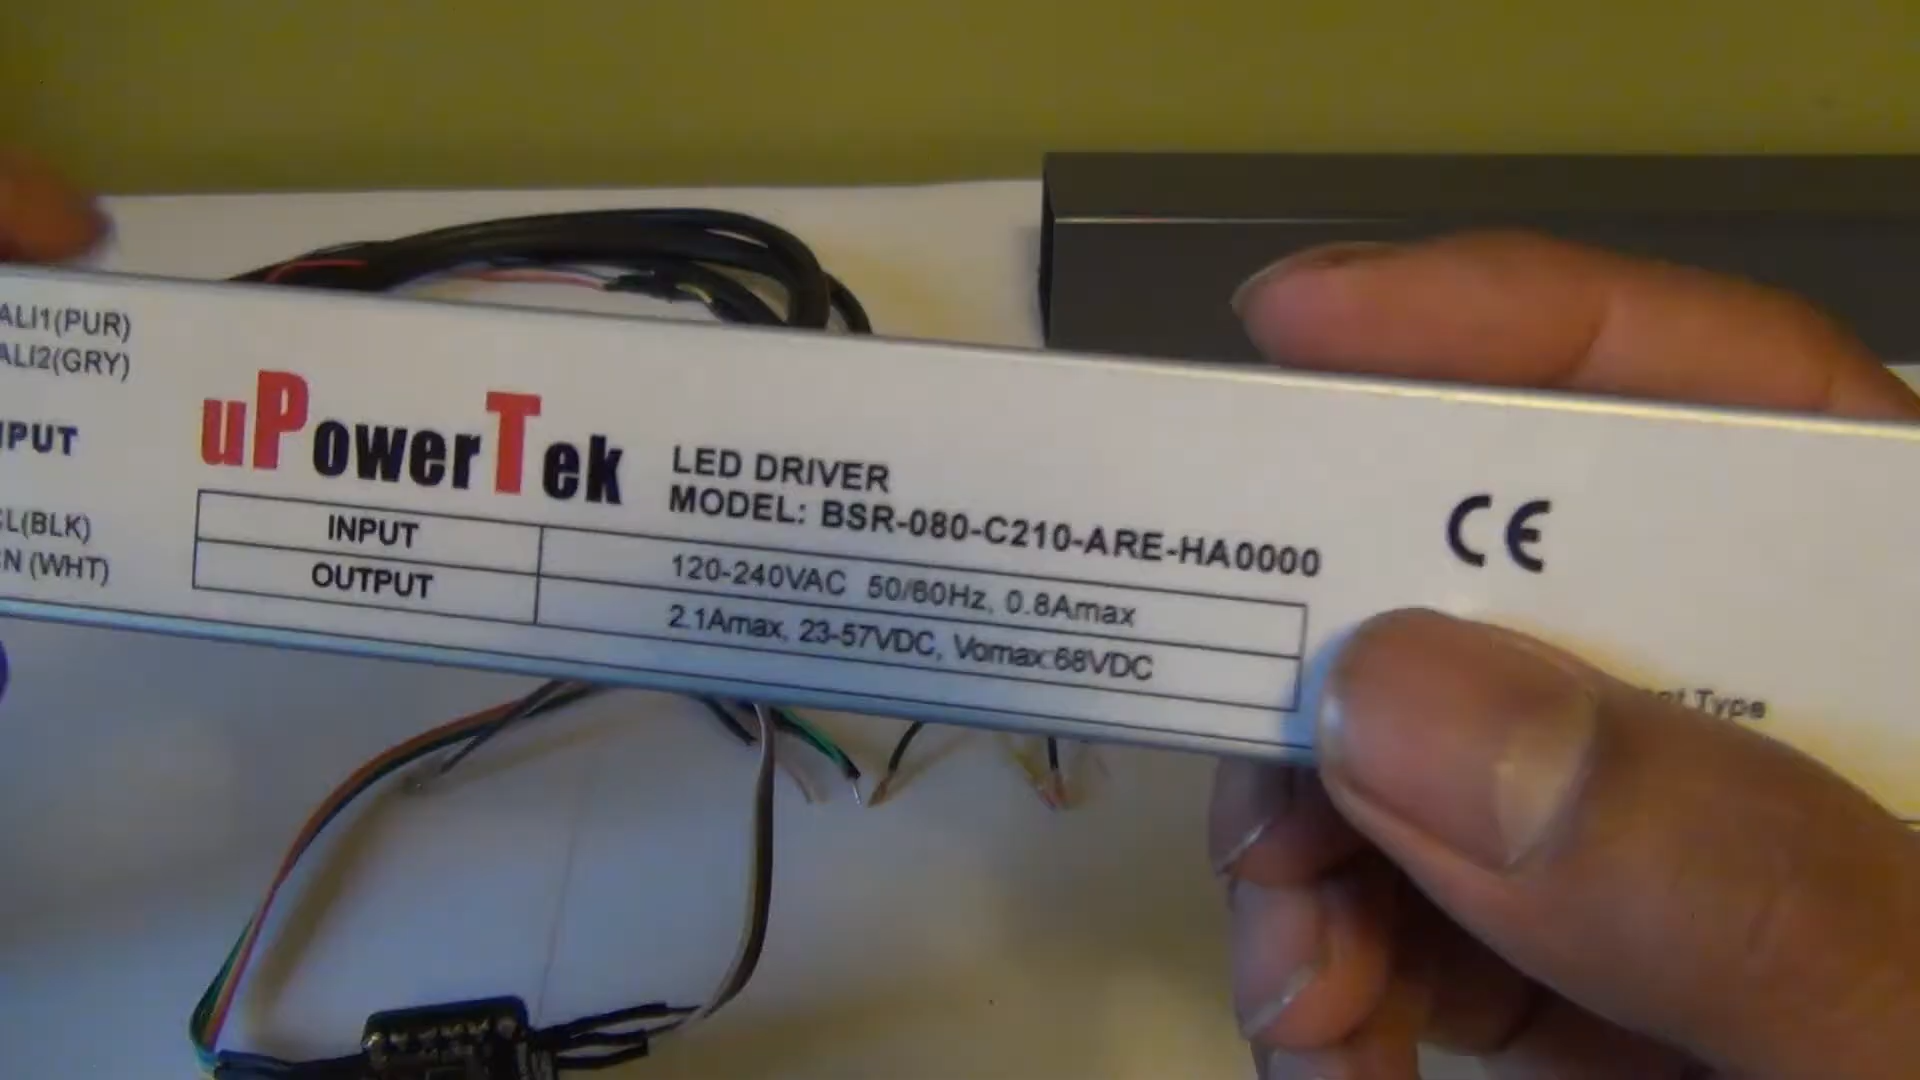 ALI1(PUR)
ALI2(GRY)
PUT
L(BLK)
N (WHT)
uPowerTek
LED DRIVER
MODEL: BSR-080-C210-ARE-HA0000
INPUT
120-240VAC 50/60Hz, 0.8Amax
OUTPUT
2.1Amax, 23-57VDC, Vomax:68VDC
CE
Type